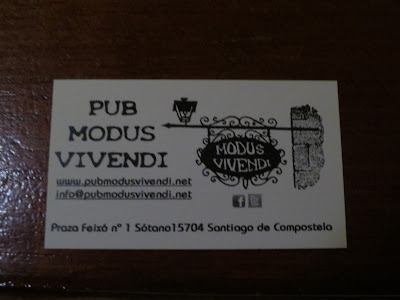 PUB
MODUS
VIVENDI
MODUS
VIVENDI
www.pubmodusvivendi.net
info@pubmodusvivendi.net
Praza Feixó nº 1 Sótano15704 Santiago de Compostela